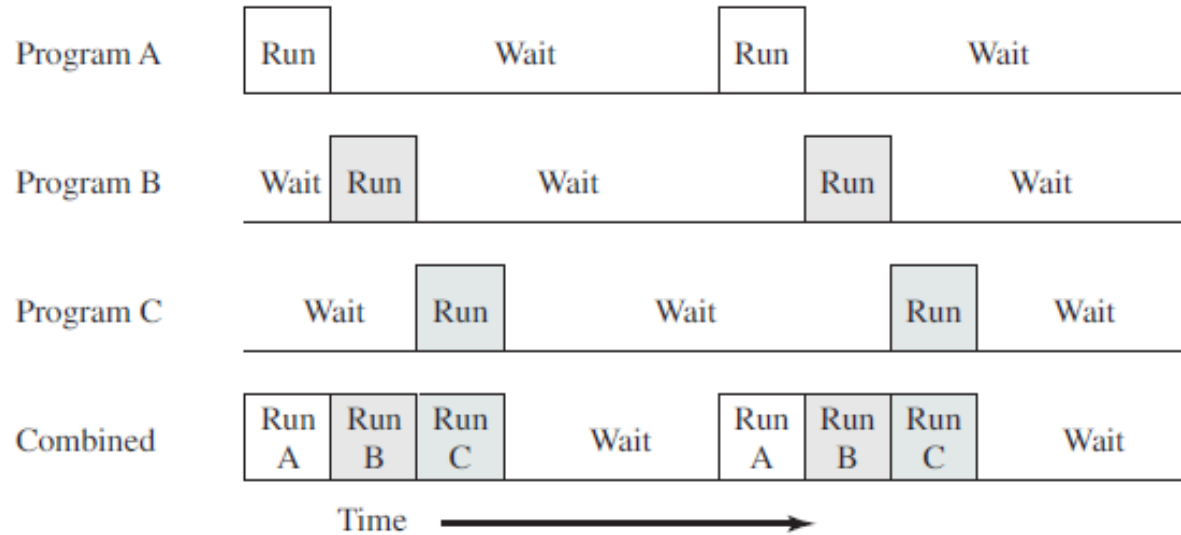 Program A Run Wait Run Wait
Program B Wait Run Wait Run Wait
Program C Wait Run Wait Run Wait
Combined Run A Run B Run C Wait Run A Run B Run C Wait
Time